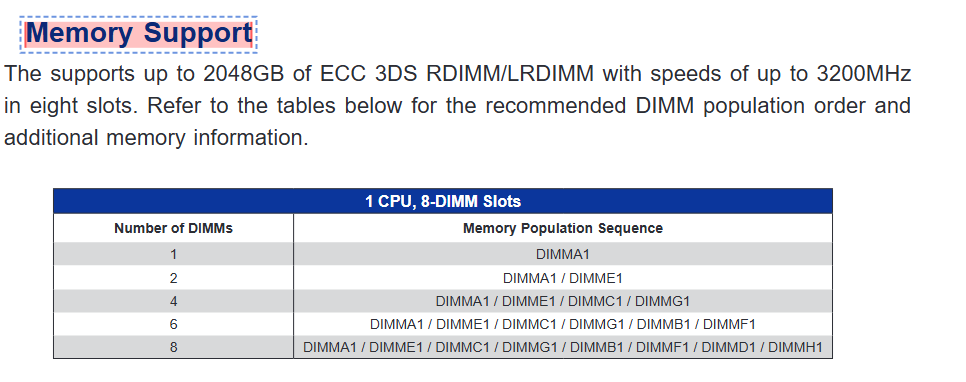 Memory Support
The supports up to 2048GB of ECC 3DS RDIMM/LRDIMM with speeds of up to 3200MHz
in eight slots. Refer to the tables below for the recommended DIMM population order and
additional memory information.
1 CPU, 8-DIMM Slots
Number of DIMMs Memory Population Sequence
1 DIMMA1
2 DIMMA1 / DIMME1
4 DIMMA1 / DIMME1 / DIMMC1 / DIMMG1
6 DIMMA1 / DIMME1 / DIMMC1 / DIMMG1 / DIMMB1 / DIMMF1
8 DIMMA1 / DIMME1 / DIMMC1 / DIMMG1 / DIMMB1 / DIMMF1 / DIMMD1 / DIMMH1